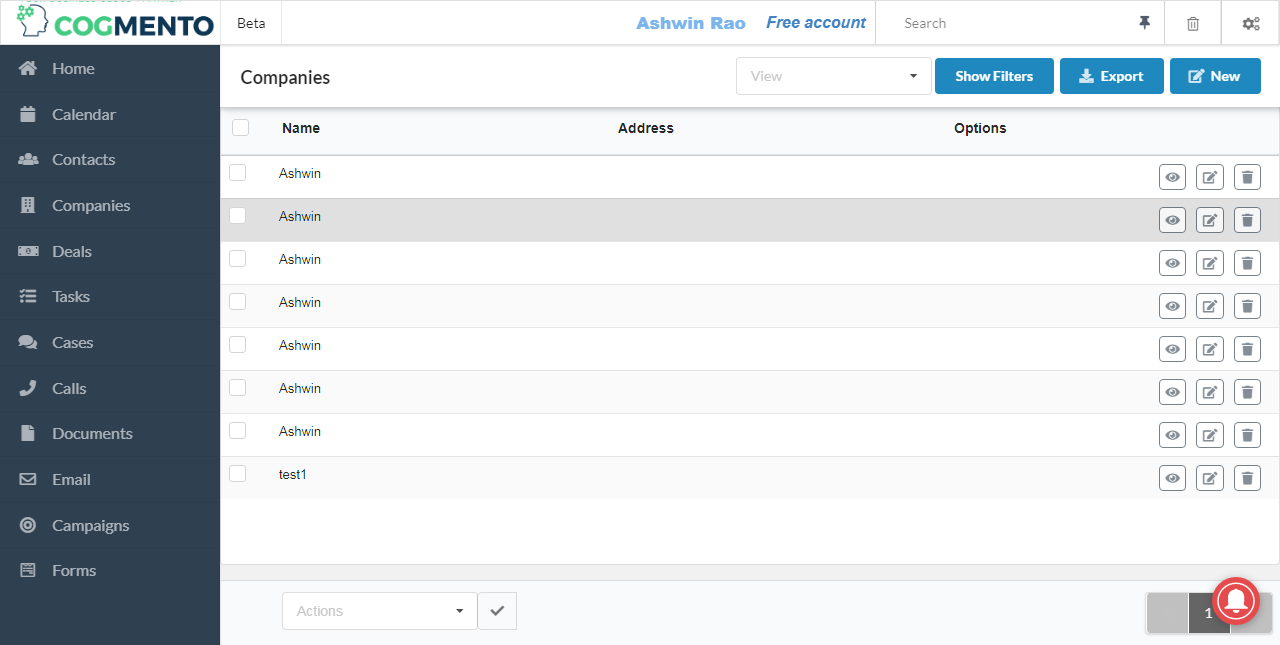 COGMENTO
Beta
Ashwin Rao
Free account
Search
Home
Calendar
Contacts
Companies
Deals
Tasks
Cases
Calls
Documents
Email
Campaigns
Forms
Companies
View
Show Filters
Export
New
Name Address Options
Ashwin
Ashwin
Ashwin
Ashwin
Ashwin
Ashwin
Ashwin
test1
Actions
1